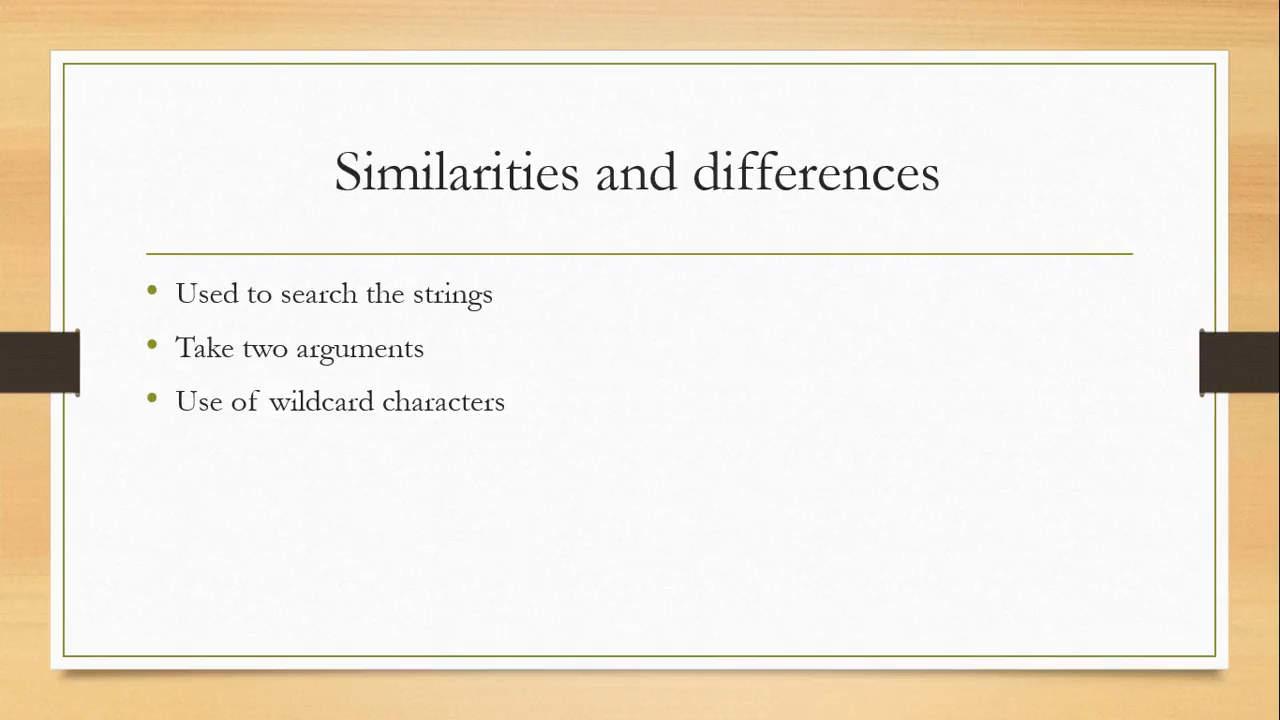 Similarities and differences
• Used to search the strings
• Take two arguments
• Use of wildcard characters